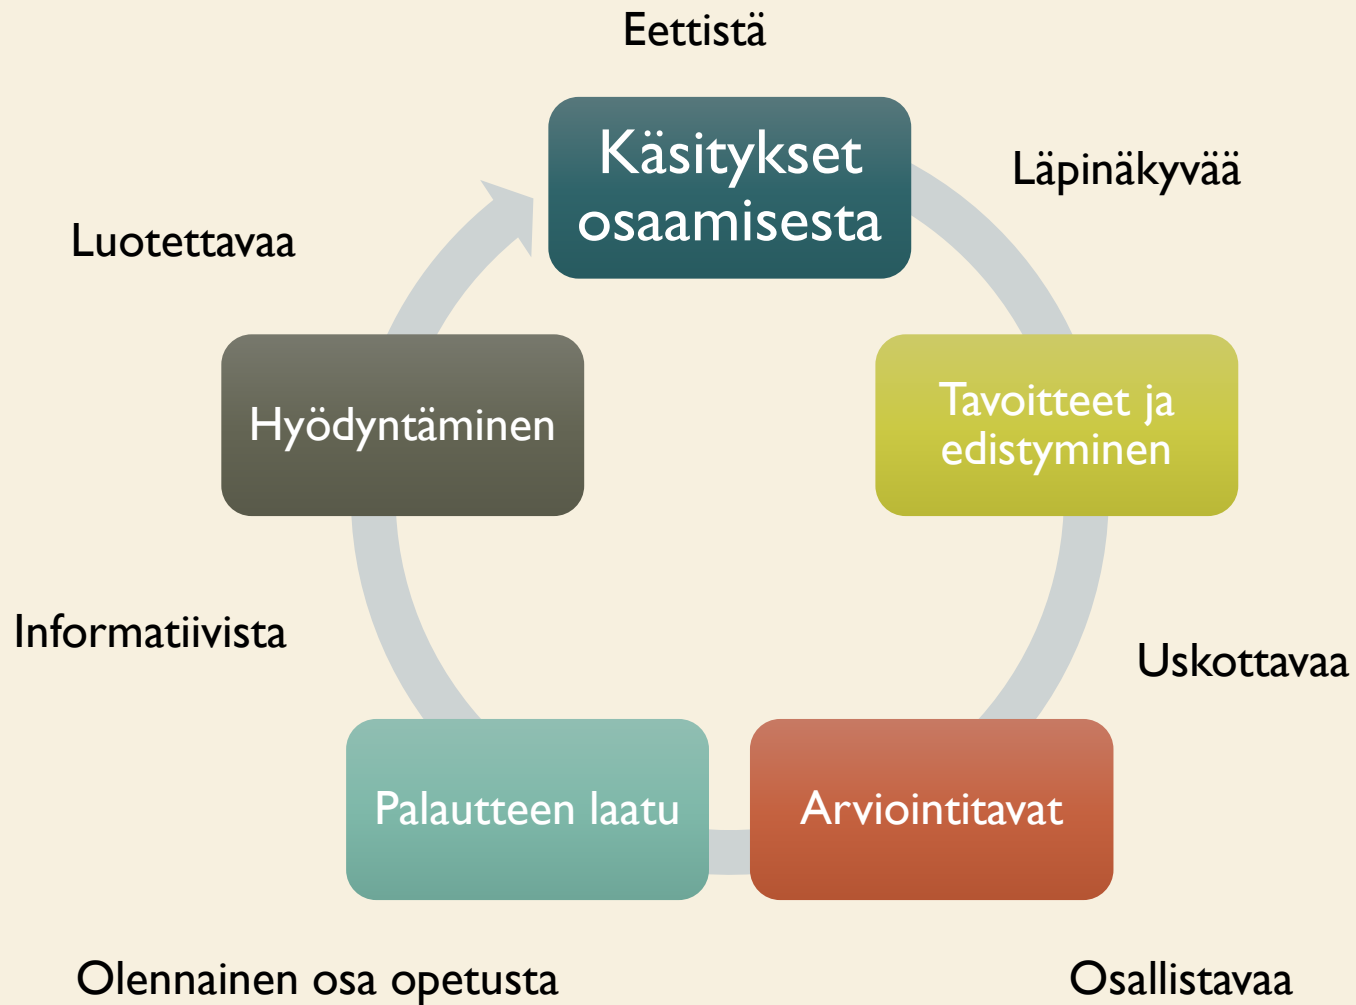 Eettistä
Käsitykset
osaamisesta
Läpinäkyvää
Luotettavaa
Hyödyntäminen
Tavoitteet ja
edistyminen
Informatiivista
Uskottavaa
Palautteen laatu
Arviointitavat
Olennainen osa opetusta
Osallistavaa